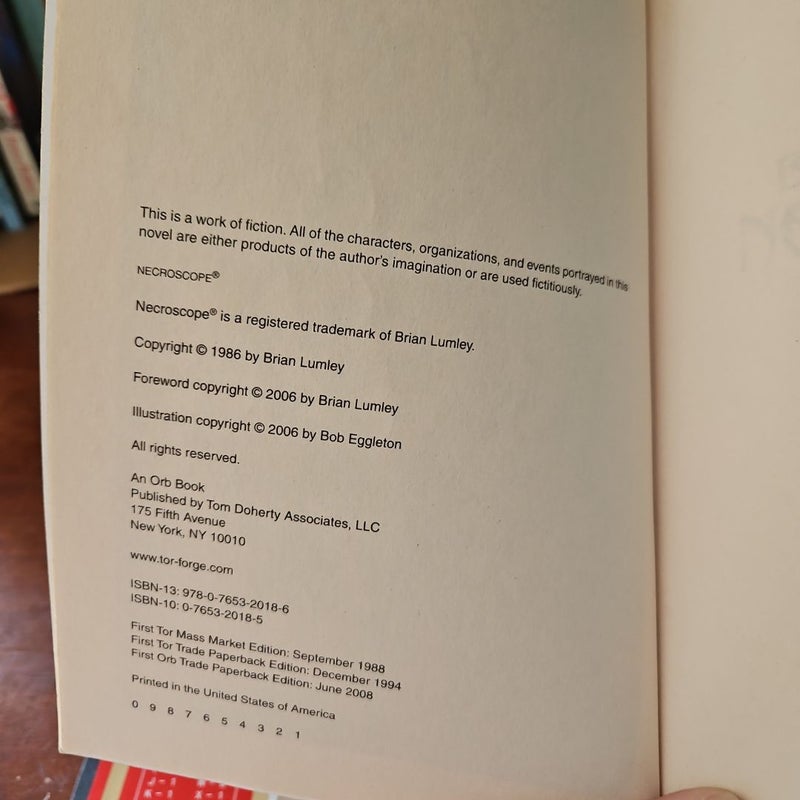 This is a work of fiction. All of the characters, organizations, and events portrayed in this
novel are either products of the author's imagination or are used fictitiously.
NECROSCOPE®
Necroscope® is a registered trademark of Brian Lumley.
Copyright © 1986 by Brian Lumley
Foreword copyright © 2006 by Brian Lumley
Illustration copyright © 2006 by Bob Eggleton
All rights reserved.
An Orb Book
Published by Tom Doherty Associates, LLC
175 Fifth Avenue
New York, NY 10010
www.tor-forge.com
ISBN-13: 978-0-7653-2018-6
ISBN-10: 0-7653-2018-5
First Tor Mass Market Edition: September 1988
First Tor Trade Paperback Edition: December 1994
First Orb Trade Paperback Edition: June 2008
Printed in the United States of America
0 9 8 7 6 5 4 3 2 1